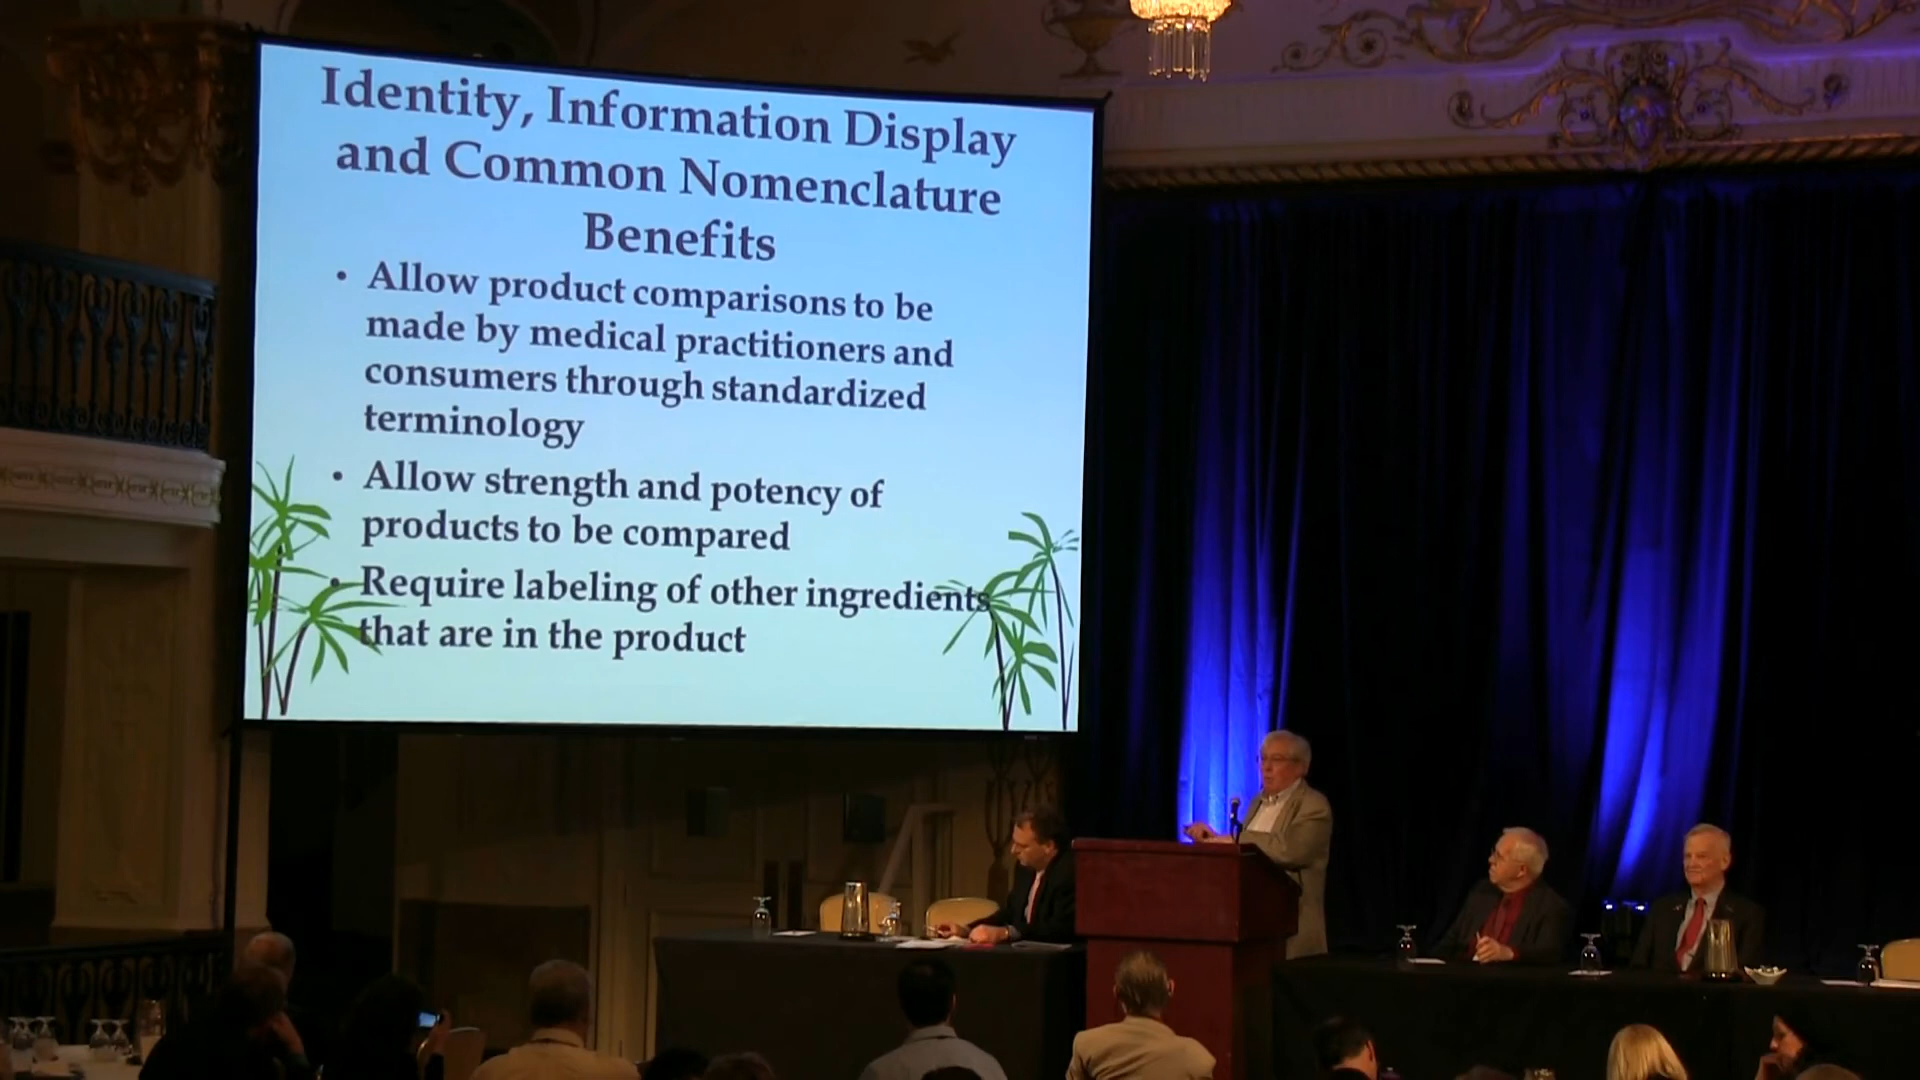 Identity, Information Display
and Common Nomenclature
Benefits
• Allow product comparisons to be
made by medical practitioners and
consumers through standardized
terminology
• Allow strength and potency of
products to be compared
• Require labeling of other ingredients
that are in the product